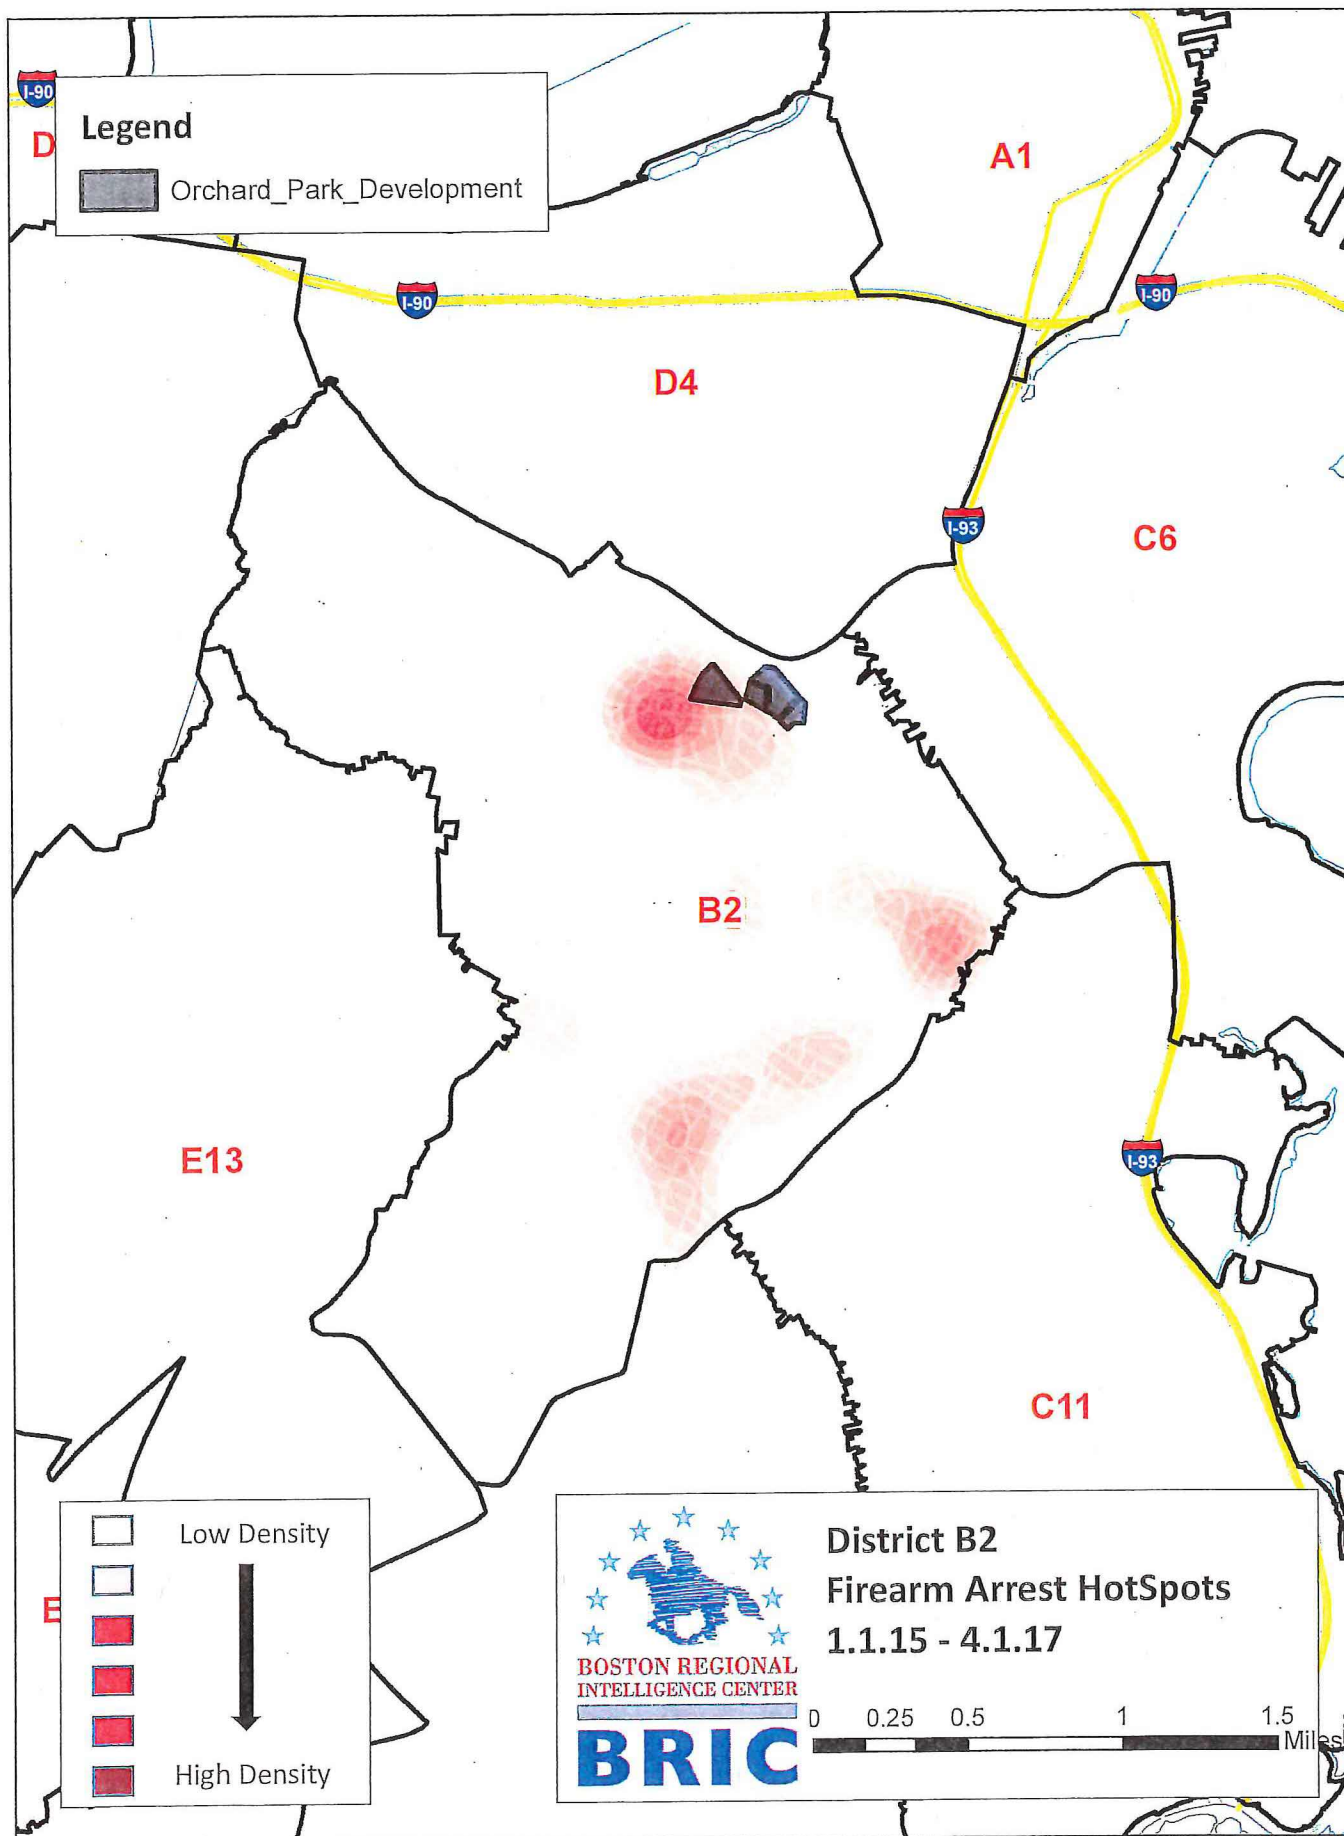 I-90
Legend
D
Orchard_Park_Development
A1
I-90
I-90
D4
I-93
C6
B2
E13
I-93
C11
Low Density
E
High Density
District B2
Firearm Arrest HotSpots
1.1.15 - 4.1.17
BOSTON REGIONAL
INTELLIGENCE CENTER
BRIC
0 0.25 0.5 1 1.5
Miles